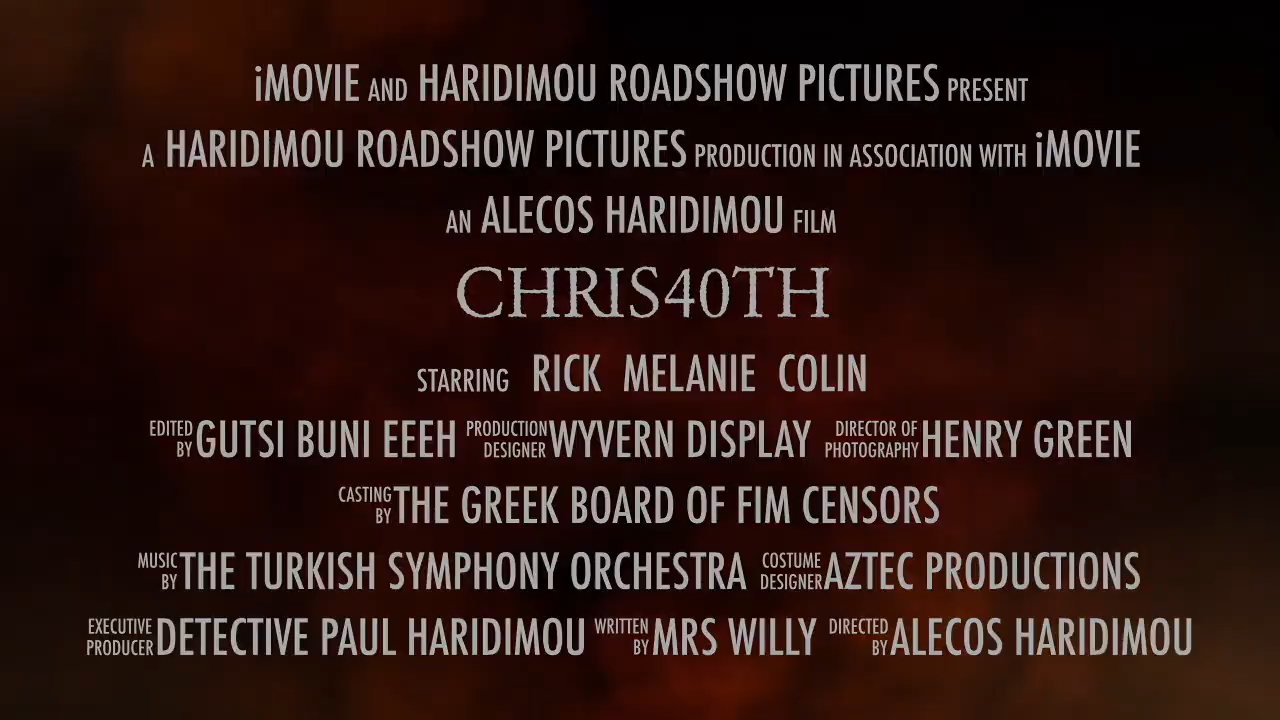 iMOVIE AND HARIDIMOU ROADSHOW PICTURES PRESENT
A HARIDIMOU ROADSHOW PICTURES PRODUCTION IN ASSOCIATION WITH iMOVIE
AN ALECOS HARIDIMOU FILM
CHRIS40TH
STARRING RICK MELANIE COLIN
EDITED BY GUTSI BUNI EEEH PRODUCTION DESIGNER WYVERN DISPLAY DIRECTOR OF PHOTOGRAPHY HENRY GREEN
CASTING BY THE GREEK BOARD OF FIM CENSORS
MUSIC BY THE TURKISH SYMPHONY ORCHESTRA COSTUME DESIGNER AZTEC PRODUCTIONS
EXECUTIVE PRODUCER DETECTIVE PAUL HARIDIMOU WRITTEN BY MRS WILLY DIRECTED BY ALECOS HARIDIMOU